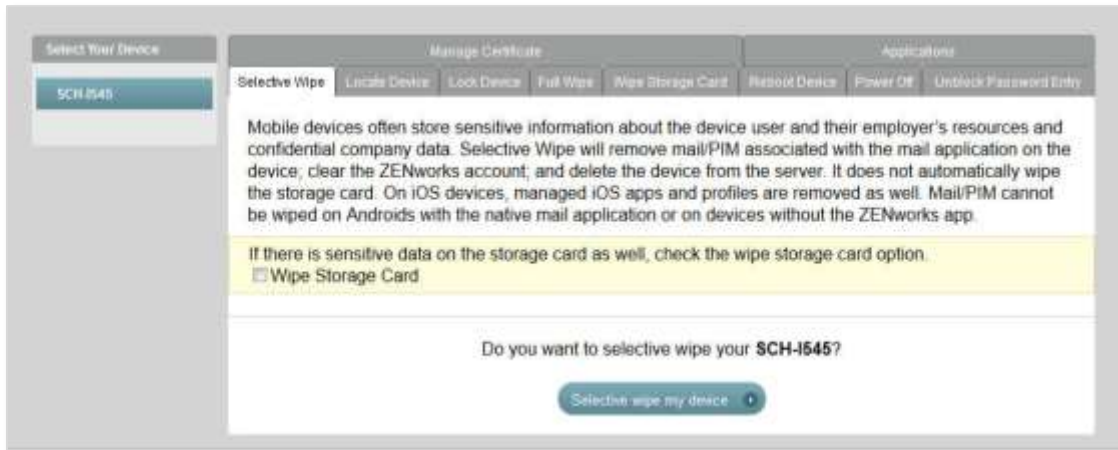 Select Your Device
Manage Certificate
Applications
SCH-I545
Selective Wipe
Locate Device
Lock Device
Full Wipe
Wipe Storage Card
Reboot Device
Power Off
Unblock Password Entry
Mobile devices often store sensitive information about the device user and their employer's resources and
confidential company data. Selective Wipe will remove mail/PIM associated with the mail application on the
device; clear the ZENworks account; and delete the device from the server. It does not automatically wipe
the storage card. On iOS devices, managed iOS apps and profiles are removed as well. Mail/PIM cannot
be wiped on Androids with the native mail application or on devices without the ZENworks app.
If there is sensitive data on the storage card as well, check the wipe storage card option.
Wipe Storage Card
Do you want to selective wipe your SCH-I545?
Selective wipe my device